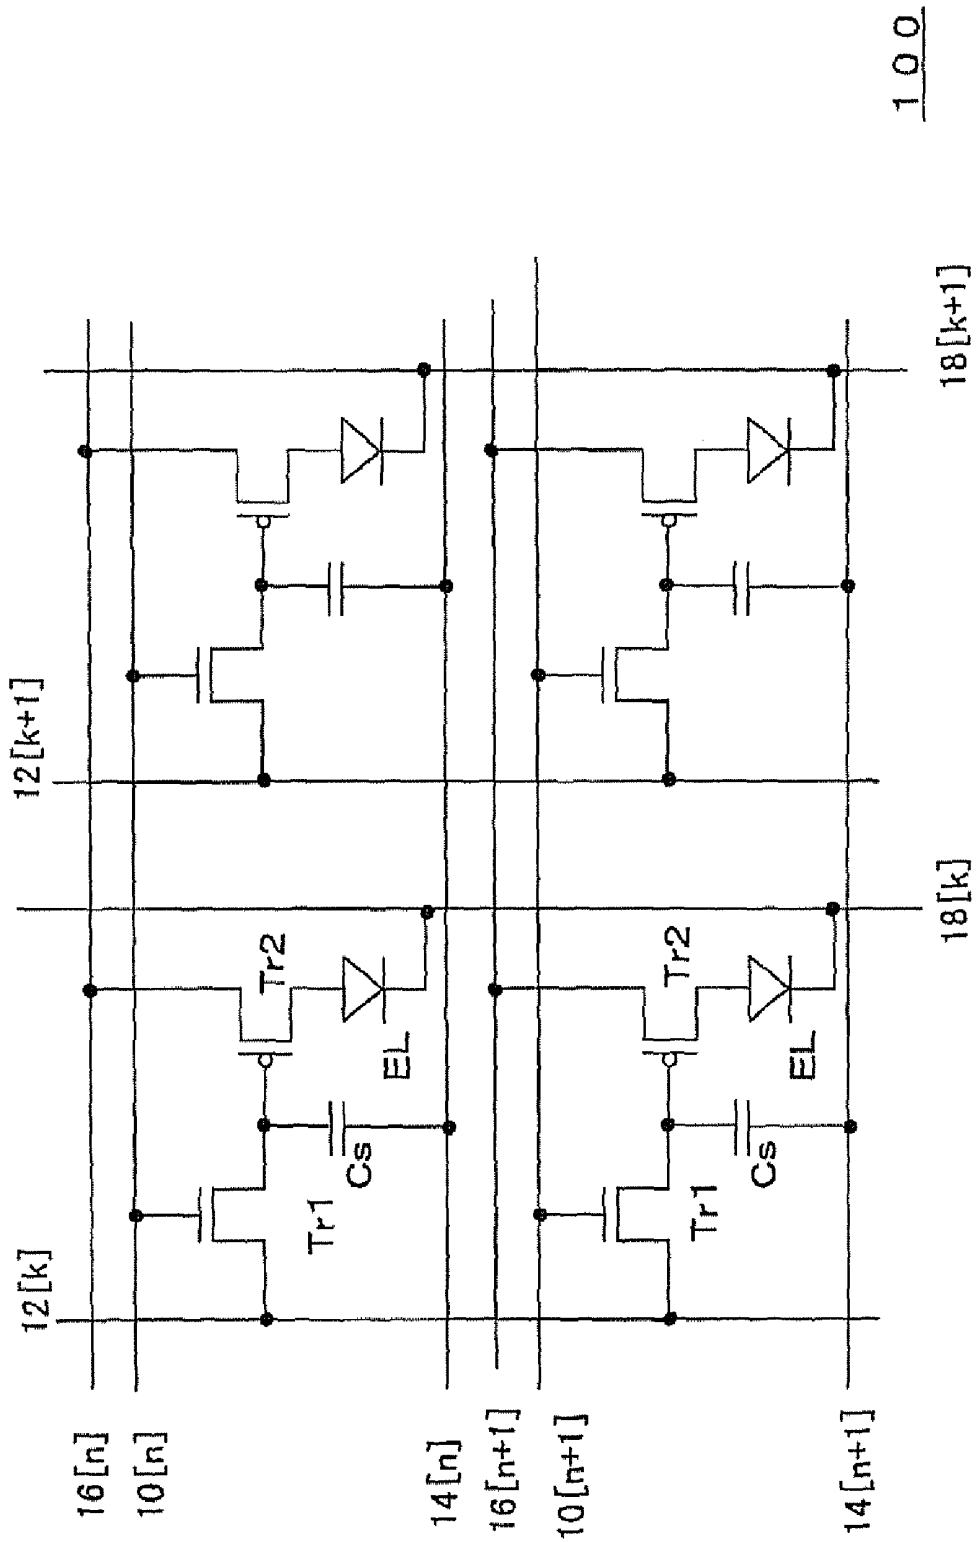 100
12[k]
12[k+1]
16[n]
10[n]
Tr1
Cs
Tr2
EL
14[n]
16[n+1]
10[n+1]
Tr1
Cs
Tr2
EL
14[n+1]
18[k]
18[k+1]